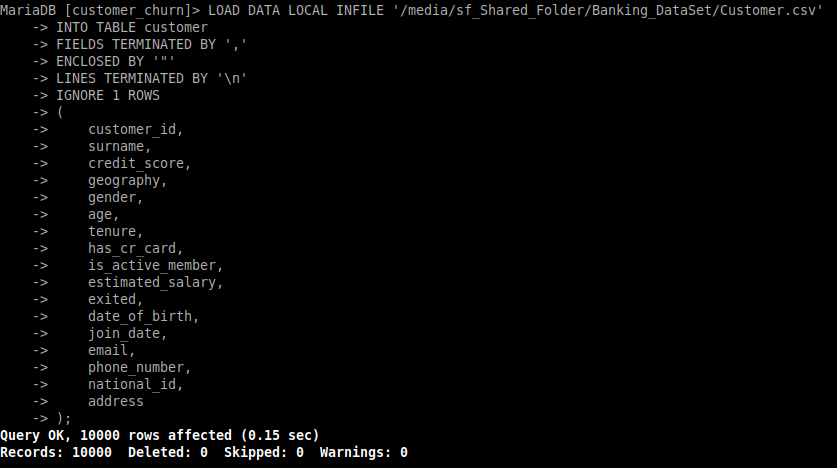 MariaDB [customer_churn]> LOAD DATA LOCAL INFILE '/media/sf_Shared_Folder/Banking_DataSet/Customer.csv'
    -> INTO TABLE customer
    -> FIELDS TERMINATED BY ','
    -> ENCLOSED BY '"'
    -> LINES TERMINATED BY '\n'
    -> IGNORE 1 ROWS
    -> (
    ->     customer_id,
    ->     surname,
    ->     credit_score,
    ->     geography,
    ->     gender,
    ->     age,
    ->     tenure,
    ->     has_cr_card,
    ->     is_active_member,
    ->     estimated_salary,
    ->     exited,
    ->     date_of_birth,
    ->     join_date,
    ->     email,
    ->     phone_number,
    ->     national_id,
    ->     address
    -> );
Query OK, 10000 rows affected (0.15 sec)
Records: 10000  Deleted: 0  Skipped: 0  Warnings: 0